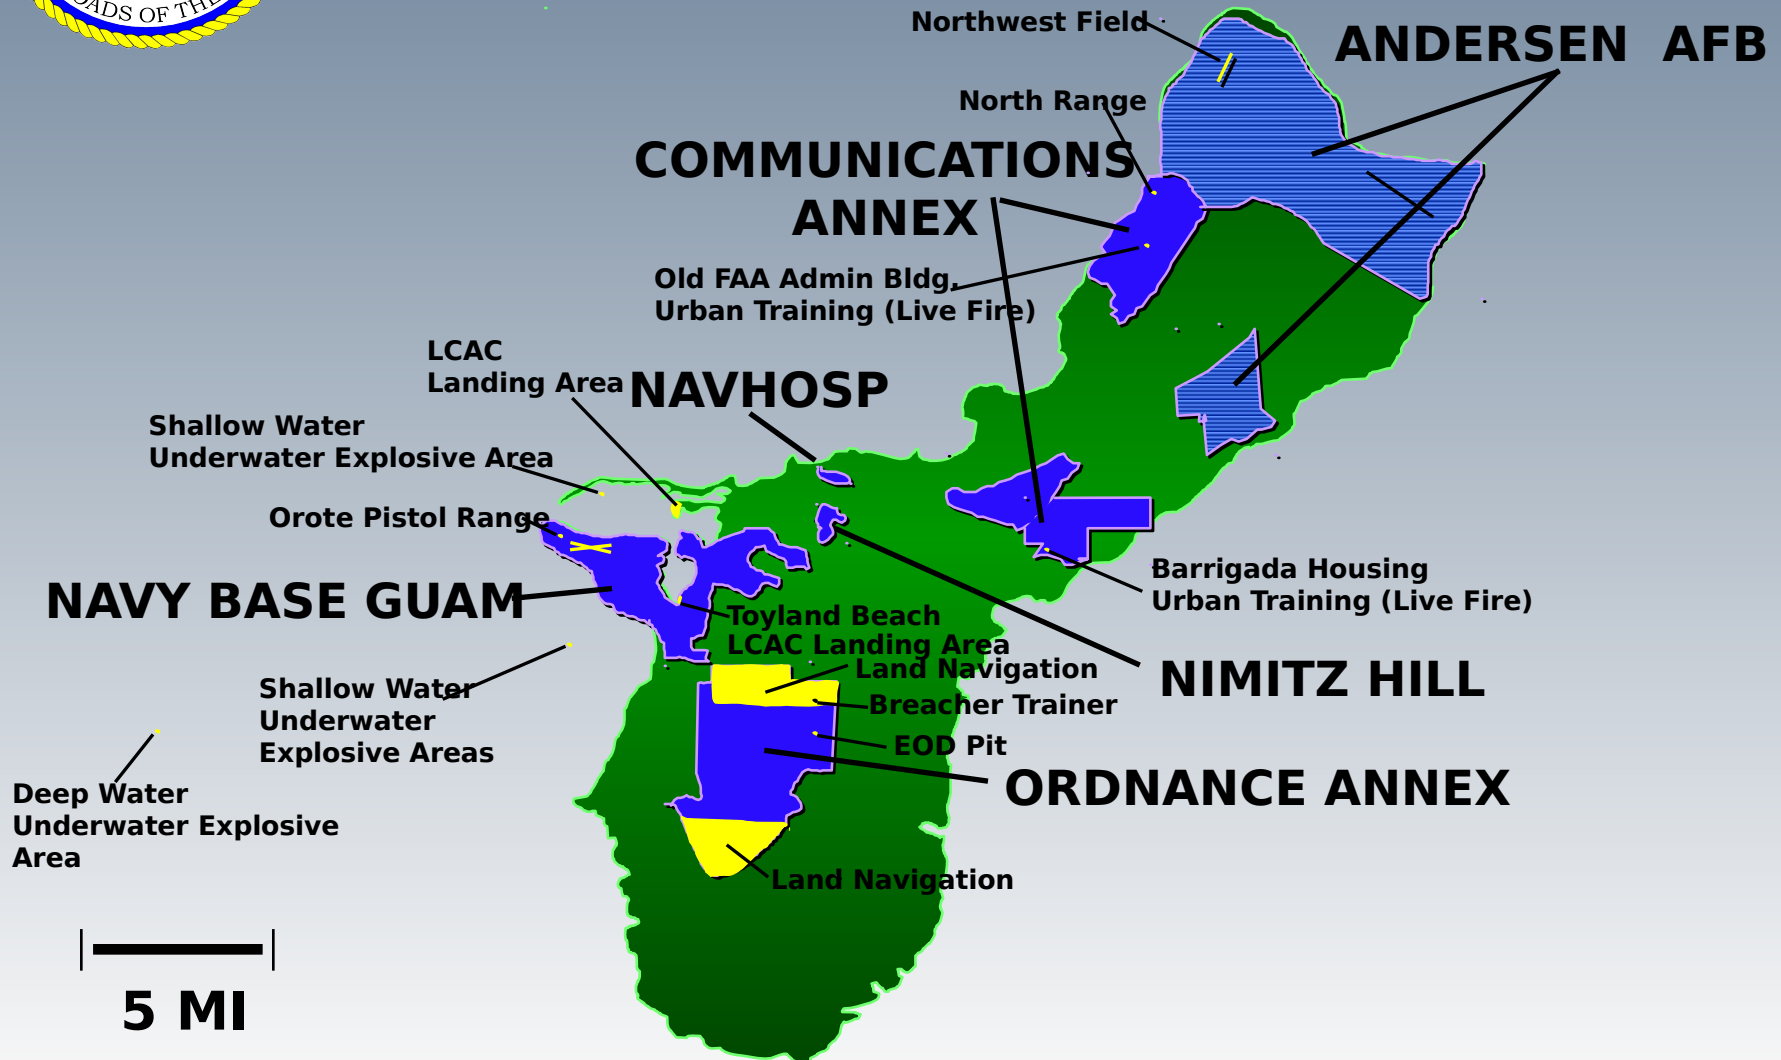 ROADS OF THE
Northwest Field
ANDERSEN AFB
North Range
COMMUNICATIONS
ANNEX
Old FAA Admin Bldg,
Urban Training (Live Fire)
LCAC
Landing Area
NAVHOSP
Shallow Water
Underwater Explosive Area
Orote Pistol Range
NAVY BASE GUAM
Barrigada Housing
Urban Training (Live Fire)
Toyland Beach
LCAC Landing Area
Land Navigation
NIMITZ HILL
Shallow Water
Underwater
Explosive Areas
Breacher Trainer
EOD Pit
ORDNANCE ANNEX
Deep Water
Underwater Explosive
Area
Land Navigation
5 MI